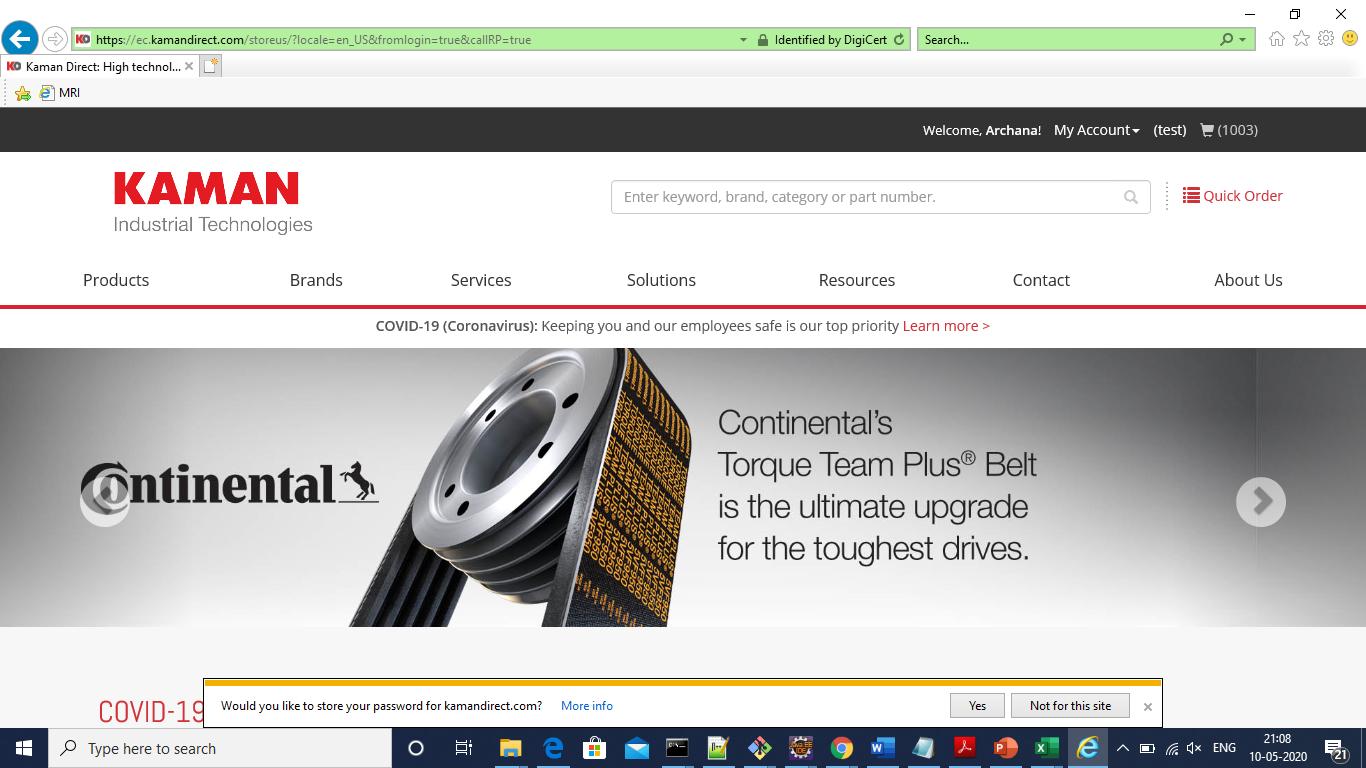 https://ec.kamandirect.com/storeus/?locale=en_US&fromlogin=true&callRP=true
Identified by DigiCert
Search...
KD Kaman Direct: High technol...
MRI
Welcome, Archana!
My Account
(test)
(1003)
KAMAN
Industrial Technologies
Enter keyword, brand, category or part number.
Quick Order
Products
Brands
Services
Solutions
Resources
Contact
About Us
COVID-19 (Coronavirus): Keeping you and our employees safe is our top priority Learn more >
Continental
Continental's
Torque Team Plus® Belt
is the ultimate upgrade
for the toughest drives.
COVID-19
Would you like to store your password for kamandirect.com?
More info
Yes
Not for this site
Type here to search
ENG
21:08
10-05-2020
21